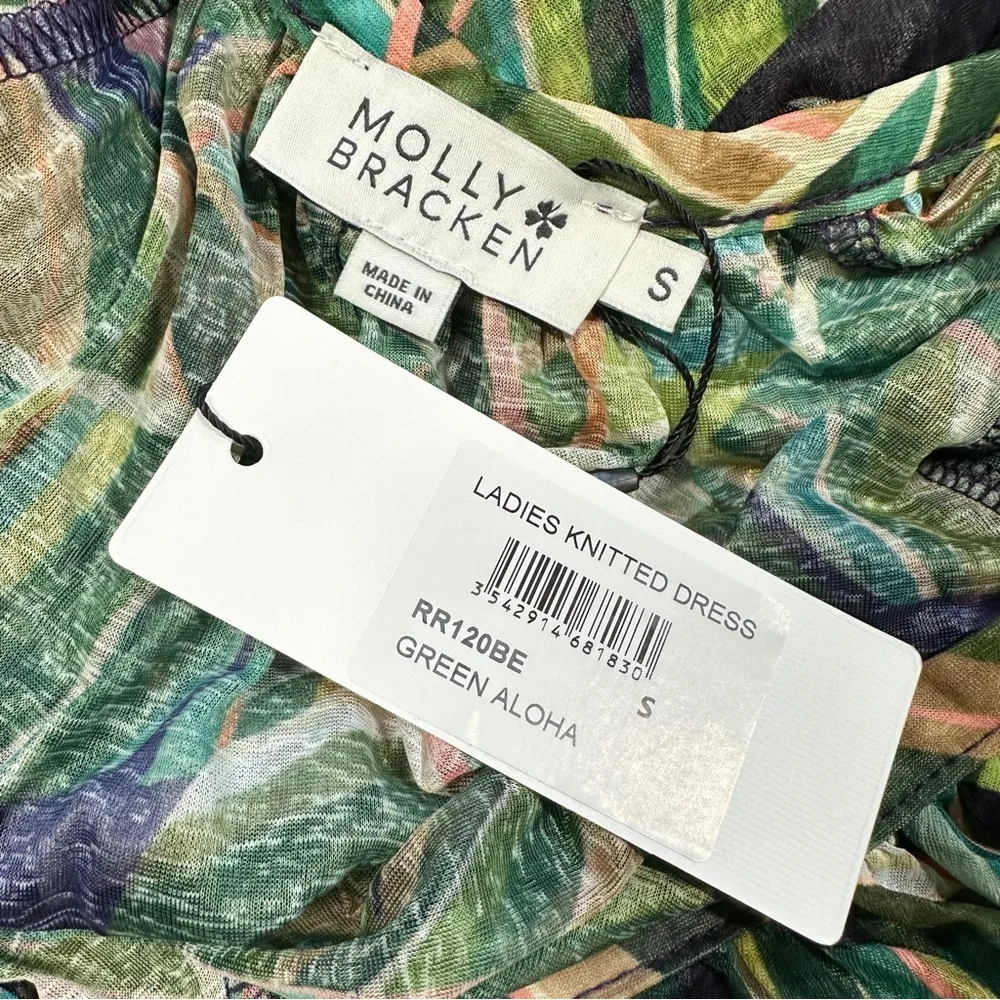 MOLLY
BRACKEN
S
MADE IN
CHINA
LADIES KNITTED DRESS
3542914681830
RR120BE
S
GREEN ALOHA